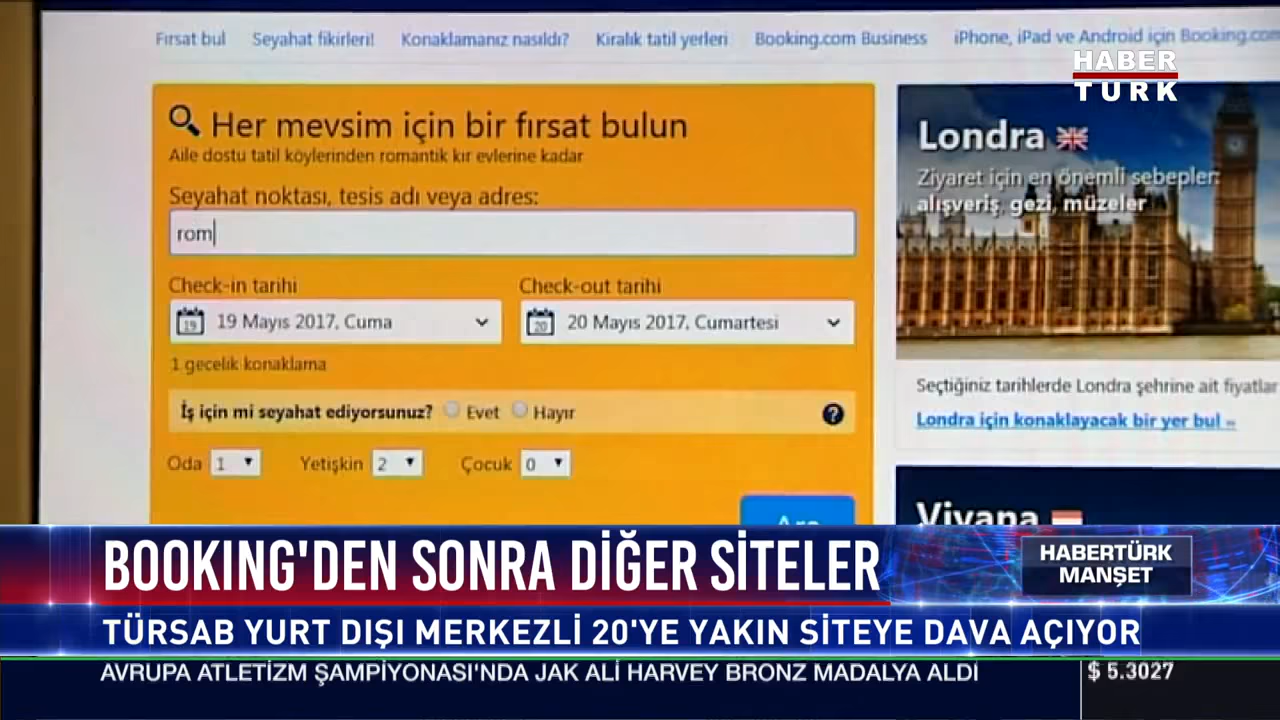 Fırsat bul Seyahat fikirleri! Konaklamanız nasıldı? Kiralık tatil yerleri Booking.com Business iPhone, iPad ve Android için Booking.com
HABER
TURK
Her mevsim için bir fırsat bulun
Aile dostu tatil köylerinden romantik kır evlerine kadar
Seyahat noktası, tesis adı veya adres:
rom
Check-in tarihi Check-out tarihi
19 19 Mayıs 2017, Cuma 20 20 Mayıs 2017, Cumartesi
1 gecelik konaklama
İş için mi seyahat ediyorsunuz? Evet Hayır ?
Oda 1 Yetişkin 2 Çocuk 0
Londra
Ziyaret için en önemli sebepler:
alışveriş, gezi, müzeler
Seçtiğiniz tarihlerde Londra şehrine ait fiyatlar
Londra için konaklayacak bir yer bul »
Viyana
BOOKING'DEN SONRA DİĞER SİTELER
HABERTÜRK
MANŞET
TÜRSAB YURT DIŞI MERKEZLİ 20'YE YAKIN SİTEYE DAVA AÇIYOR
AVRUPA ATLETİZM ŞAMPİYONASI'NDA JAK ALİ HARVEY BRONZ MADALYA ALDI
$ 5.3027